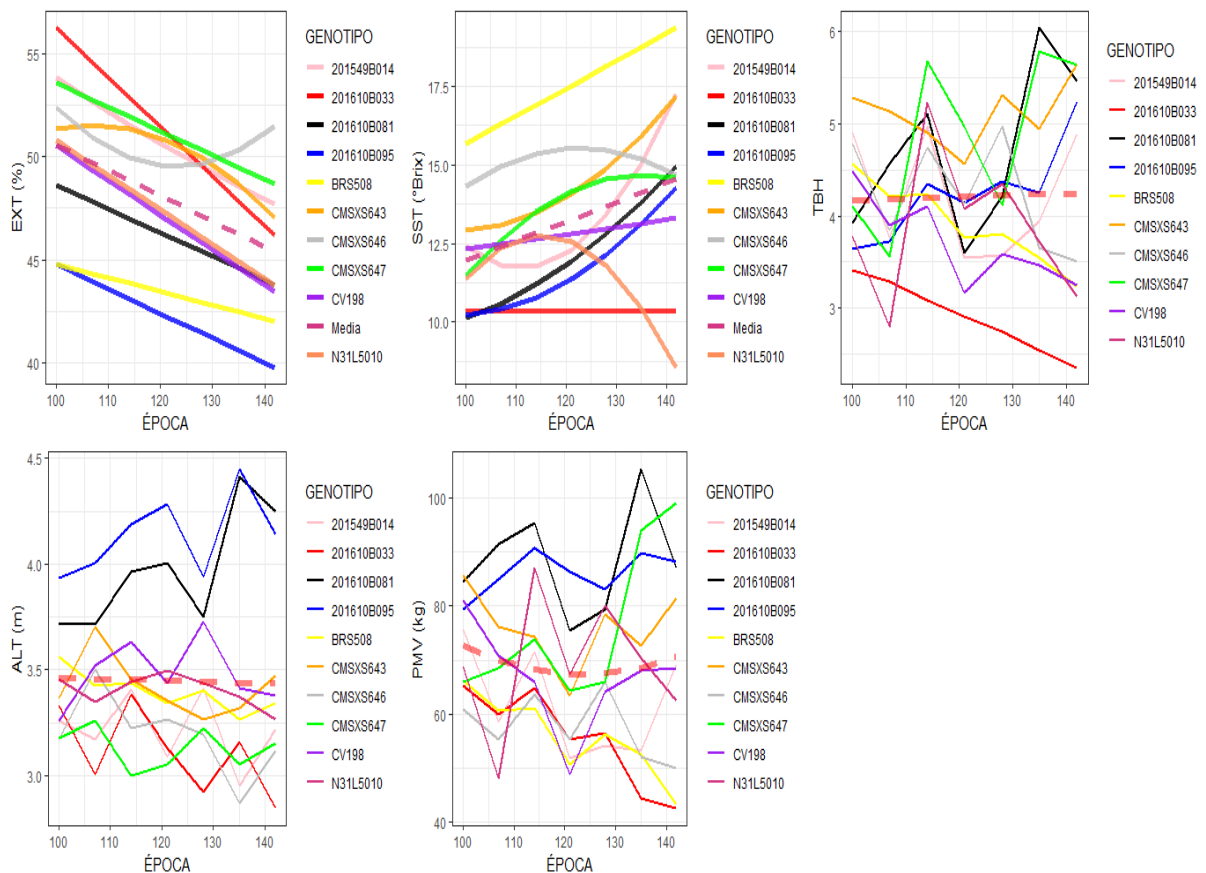 EXT (%)
55
50
45
40
100 110 120 130 140
ÉPOCA
GENOTIPO
201549B014
201610B033
201610B081
201610B095
BRS508
CMSXS643
CMSXS646
CMSXS647
CV198
Media
N31L5010
SST (°Brix)
17.5
15.0
12.5
10.0
100 110 120 130 140
ÉPOCA
GENOTIPO
201549B014
201610B033
201610B081
201610B095
BRS508
CMSXS643
CMSXS646
CMSXS647
CV198
Media
N31L5010
TBH
6
5
4
3
100 110 120 130 140
ÉPOCA
GENOTIPO
201549B014
201610B033
201610B081
201610B095
BRS508
CMSXS643
CMSXS646
CMSXS647
CV198
N31L5010
ALT (m)
4.5
4.0
3.5
3.0
100 110 120 130 140
ÉPOCA
GENOTIPO
201549B014
201610B033
201610B081
201610B095
BRS508
CMSXS643
CMSXS646
CMSXS647
CV198
N31L5010
PMV (kg)
100
80
60
40
100 110 120 130 140
ÉPOCA
GENOTIPO
201549B014
201610B033
201610B081
201610B095
BRS508
CMSXS643
CMSXS646
CMSXS647
CV198
N31L5010